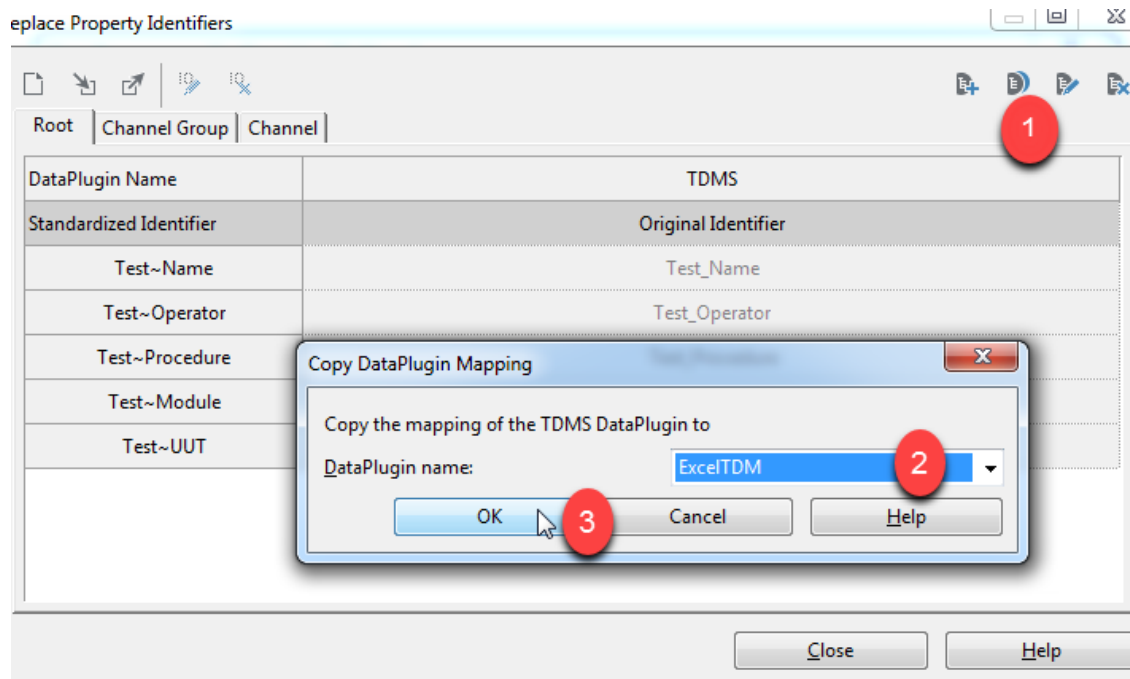 eplace Property Identifiers
1
Root Channel Group Channel
DataPlugin Name TDMS
Standardized Identifier Original Identifier
Test~Name Test_Name
Test~Operator Test_Operator
Test~Procedure
Test~Module
Test~UUT
Copy DataPlugin Mapping
Copy the mapping of the TDMS DataPlugin to
DataPlugin name: ExcelTDM 2
OK 3 Cancel Help
Close Help